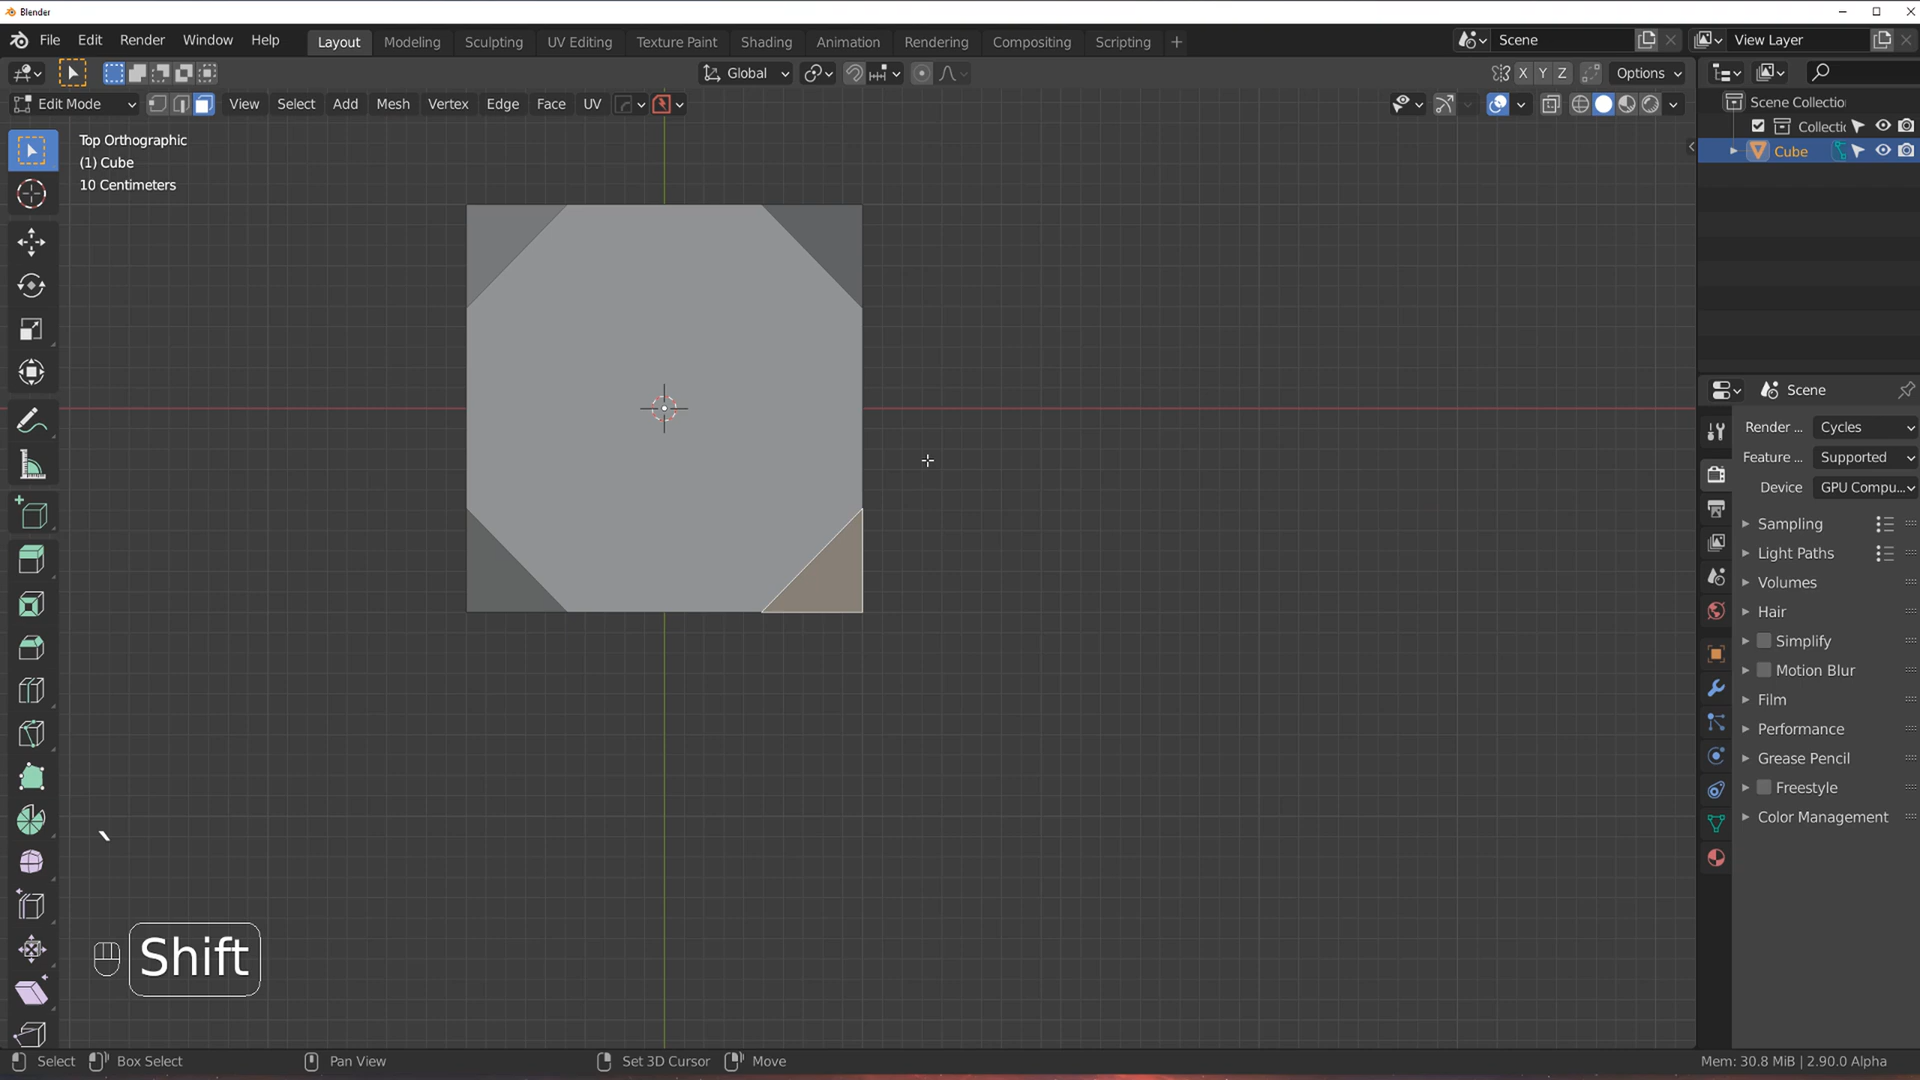 Blender
File Edit Render Window Help Layout Modeling Sculpting UV Editing Texture Paint Shading Animation Rendering Compositing Scripting + Scene View Layer
Global X Y Z Options
Edit Mode View Select Add Mesh Vertex Edge Face UV
Scene Collectio
Collectic
Cube
Top Orthographic
(1) Cube
10 Centimeters
Scene
Render ... Cycles
Feature ... Supported
Device GPU Compu...
Sampling
Light Paths
Volumes
Hair
Simplify
Motion Blur
Film
Performance
Grease Pencil
Freestyle
Color Management
`
Shift
Select Box Select Pan View Set 3D Cursor Move Mem: 30.8 MiB | 2.90.0 Alpha